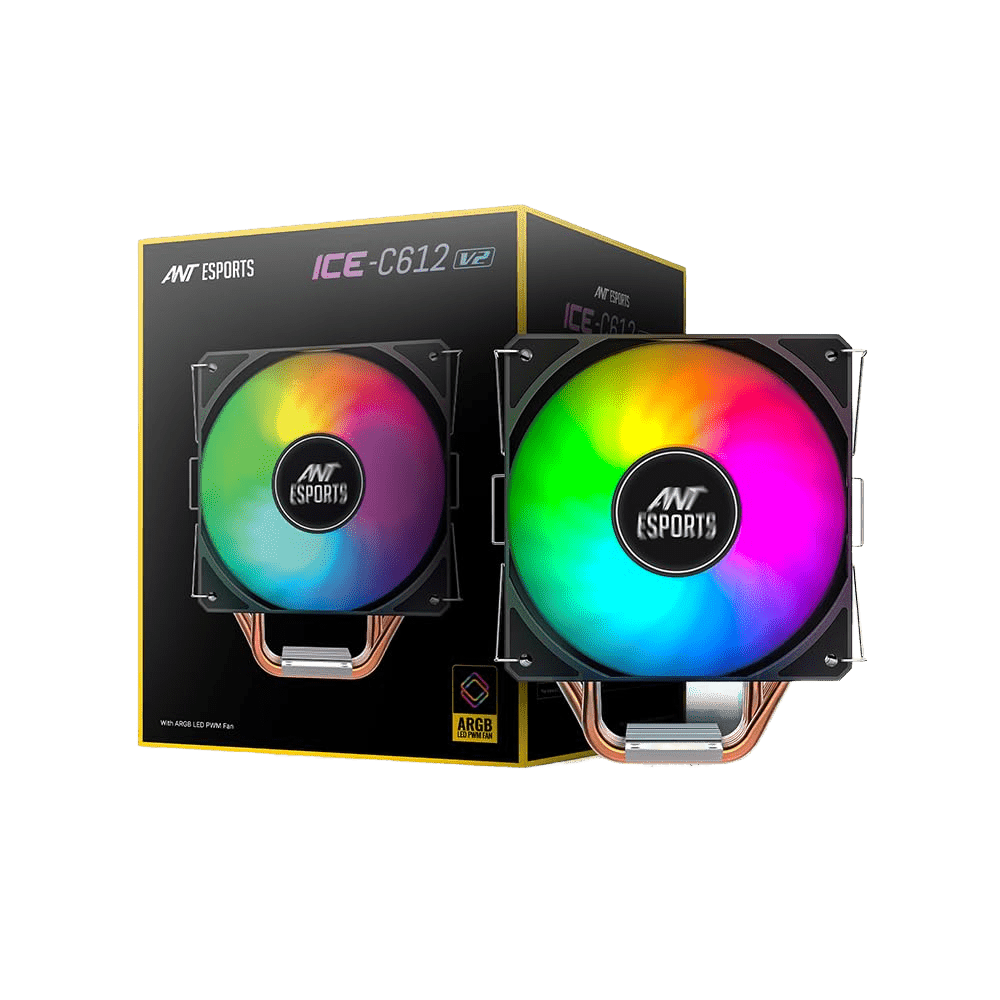 ANT ESPORTS
ICE-C612 V2
ANT ESPORTS
ICE-C612
ANT
ESPORTS
ANT
ESPORTS
With ARGB LED PWM Fan
ARGB
LED PWM FAN